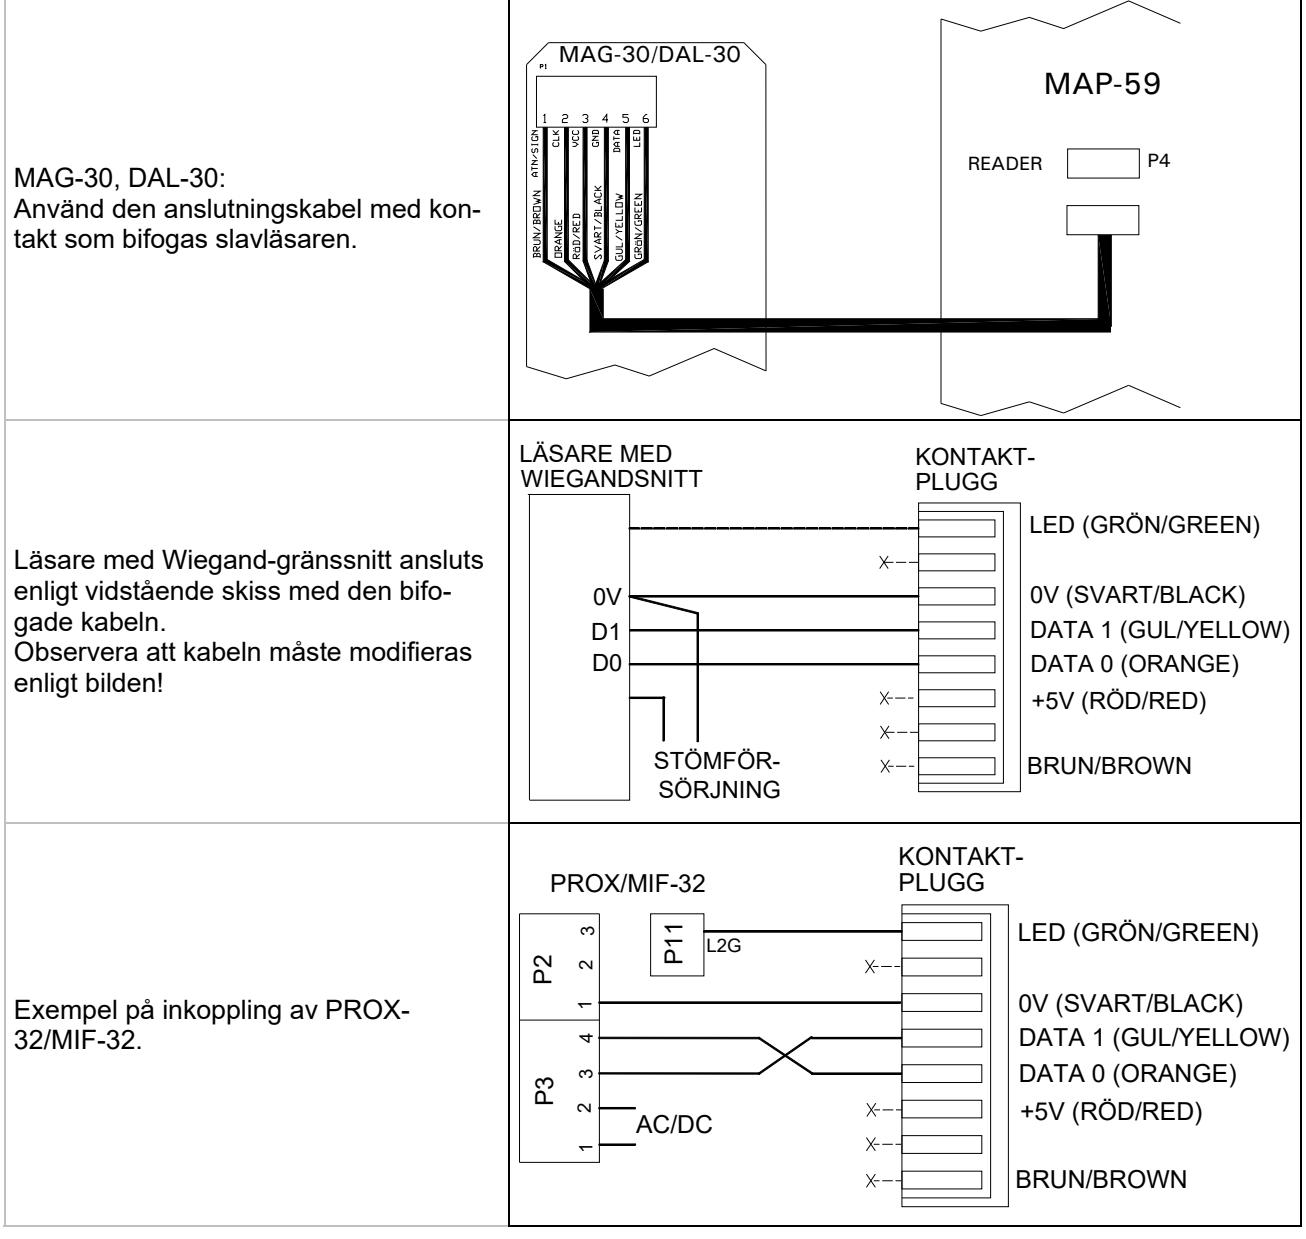 MAG-30, DAL-30:
Använd den anslutningskabel med kon-
takt som bifogas slavläsaren.
MAG-30/DAL-30
P1
1 2 3 4 5 6
ATN/SIGN CLK VCC GND DATA LED
BRUN/BROWN ORANGE RÖD/RED SVART/BLACK GUL/YELLOW GRÖN/GREEN
MAP-59
READER P4
Läsare med Wiegand-gränssnitt ansluts
enligt vidstående skiss med den bifo-
gade kabeln.
Observera att kabeln måste modifieras
enligt bilden!
LÄSARE MED
WIEGANDSNITT
KONTAKT-
PLUGG
LED (GRÖN/GREEN)
X
0V 0V (SVART/BLACK)
D1 DATA 1 (GUL/YELLOW)
D0 DATA 0 (ORANGE)
X +5V (RÖD/RED)
X
X BRUN/BROWN
STÖMFÖR-
SÖRJNING
Exempel på inkoppling av PROX-
32/MIF-32.
PROX/MIF-32
KONTAKT-
PLUGG
P2
3
2
1
P11
L2G
LED (GRÖN/GREEN)
X
0V (SVART/BLACK)
P3
4
3
2
1
AC/DC
DATA 1 (GUL/YELLOW)
DATA 0 (ORANGE)
X +5V (RÖD/RED)
X
X BRUN/BROWN